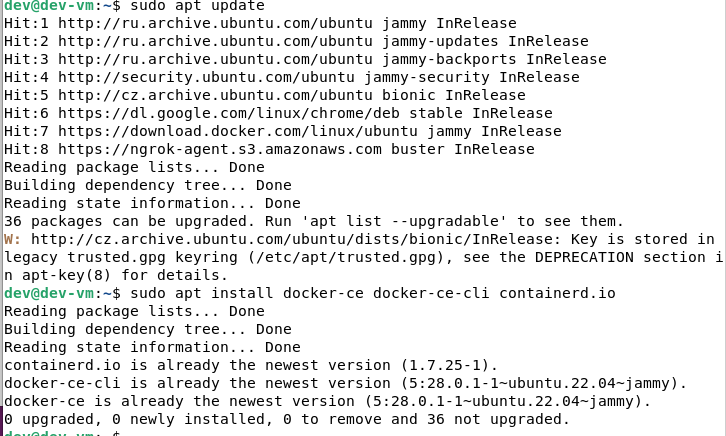 dev@dev-vm:~$ sudo apt update
Hit:1 http://ru.archive.ubuntu.com/ubuntu jammy InRelease
Hit:2 http://ru.archive.ubuntu.com/ubuntu jammy-updates InRelease
Hit:3 http://ru.archive.ubuntu.com/ubuntu jammy-backports InRelease
Hit:4 http://security.ubuntu.com/ubuntu jammy-security InRelease
Hit:5 http://cz.archive.ubuntu.com/ubuntu bionic InRelease
Hit:6 https://dl.google.com/linux/chrome/deb stable InRelease
Hit:7 https://download.docker.com/linux/ubuntu jammy InRelease
Hit:8 https://ngrok-agent.s3.amazonaws.com buster InRelease
Reading package lists... Done
Building dependency tree... Done
Reading state information... Done
36 packages can be upgraded. Run 'apt list --upgradable' to see them.
W: http://cz.archive.ubuntu.com/ubuntu/dists/bionic/InRelease: Key is stored in
legacy trusted.gpg keyring (/etc/apt/trusted.gpg), see the DEPRECATION section i
n apt-key(8) for details.
dev@dev-vm:~$ sudo apt install docker-ce docker-ce-cli containerd.io
Reading package lists... Done
Building dependency tree... Done
Reading state information... Done
containerd.io is already the newest version (1.7.25-1).
docker-ce-cli is already the newest version (5:28.0.1-1~ubuntu.22.04~jammy).
docker-ce is already the newest version (5:28.0.1-1~ubuntu.22.04~jammy).
0 upgraded, 0 newly installed, 0 to remove and 36 not upgraded.